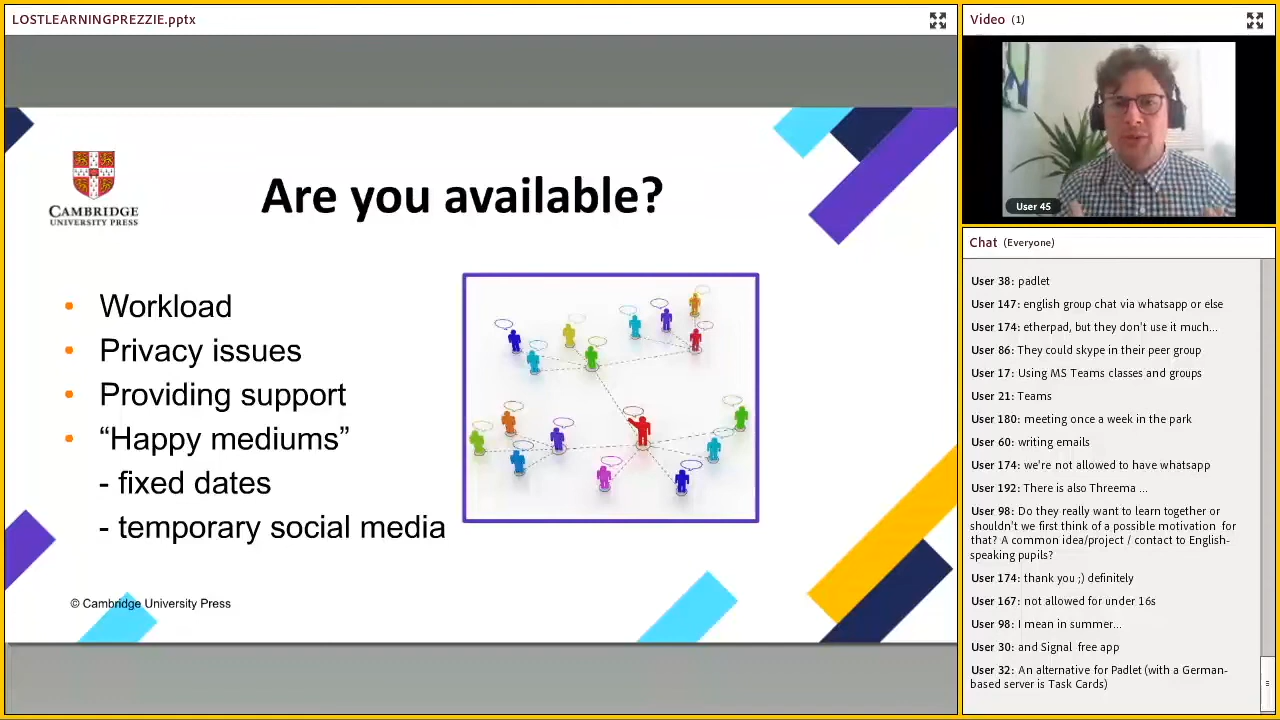 LOSTLEARNINGPREZZIE.pptx
CAMBRIDGE
UNIVERSITY PRESS
Are you available?
• Workload
• Privacy issues
• Providing support
• “Happy mediums”
- fixed dates
- temporary social media
© Cambridge University Press
Video (1)
User 45
Chat (Everyone)
User 38: padlet
User 147: english group chat via whatsapp or else
User 174: etherpad, but they don't use it much
User 86: They could skype in their peer group
User 17: Using MS Teams classes and groups
User 21: Teams
User 180: meeting once a week in the park
User 60: writing emails
User 174: we're not allowed to have whatsapp
User 192: There is also Threema ...
User 98: Do they really want to learn together or
shouldn't we first think of a possible motivation for
that? A common idea/project / contact to English-
speaking pupils?
User 174: thank you ;) definitely
User 167: not allowed for under 16s
User 98: I mean in summer...
User 30: and Signal free app
User 32: An alternative for Padlet (with a German-
based server is Task Cards)